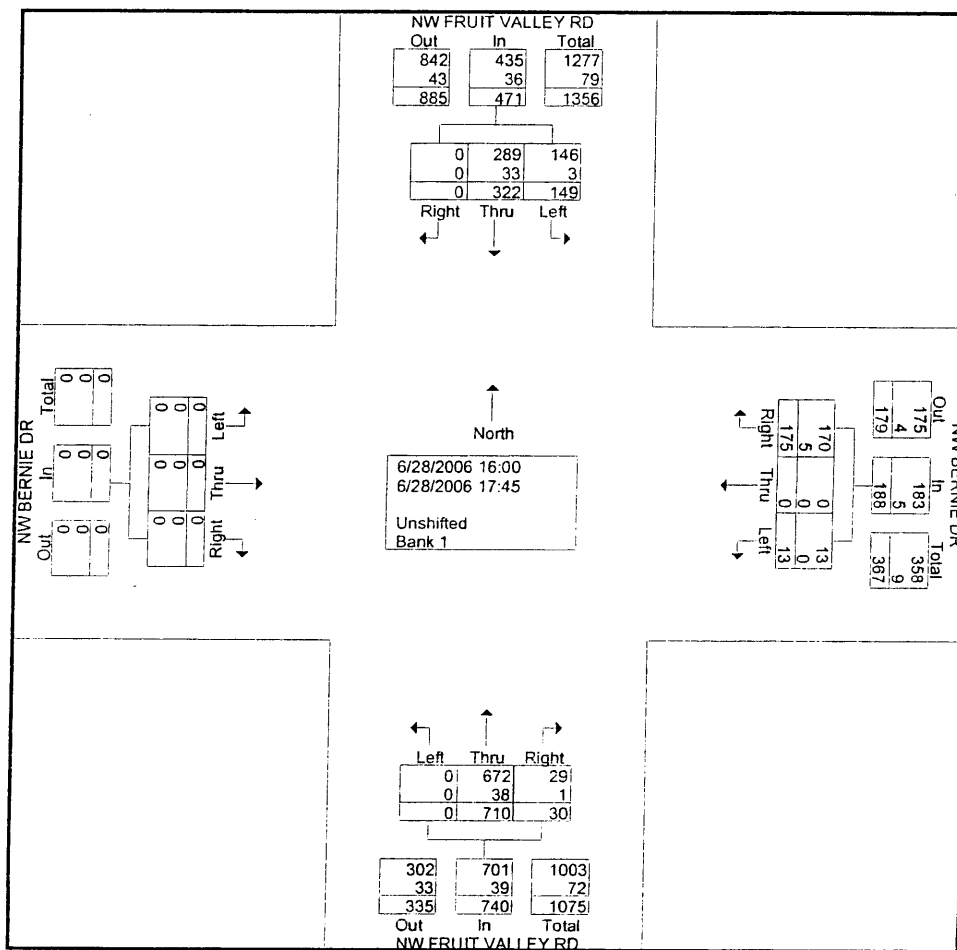 NW FRUIT VALLEY RD
Out In Total
842 435 1277
43 36 79
885 471 1356
0 289 146
0 33 3
0 322 149
Right Thru Left
NW BERNIE DR
Total In Out
0 0 0
0 0 0
0 0 0
Left Thru Right
0 0 0
0 0 0
0 0 0
North
6/28/2006 16:00
6/28/2006 17:45
Unshifted
Bank 1
Right Thru Left
170 0 13
5 0 0
175 0 13
NW BERNIE DR
Out In Total
175 183 358
4 5 9
179 188 367
Left Thru Right
0 672 29
0 38 1
0 710 30
302 701 1003
33 39 72
335 740 1075
Out In Total
NW FRUIT VALLEY RD